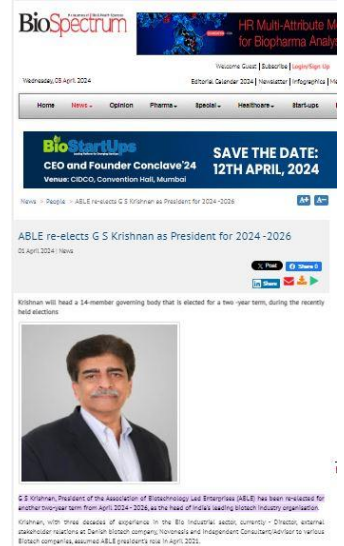 BioSpectrum
HR Multi-Attribute M
for Biopharma Analys
Welcome Guest | Subscribe | Login/Sign Up
Wednesday, 03 April 2024
Editorial Calender 2024 | Newsletter | Infographics | Me
Home News Opinion Pharma Special Healthcare Start-ups
BioStartUps
CEO and Founder Conclave'24
Venue: CIDCO, Convention Hall, Mumbai
SAVE THE DATE:
12TH APRIL, 2024
News » People » ABLE re-elects G S Krishnan as President for 2024 -2026
A+ A-
ABLE re-elects G S Krishnan as President for 2024 -2026
01 April 2024 | News
X Post Share 0
in Share
Krishnan will head a 14-member governing body that is elected for a two -year term, during the recently
held elections
G S Krishnan, President of the Association of Biotechnology Led Enterprises (ABLE) has been re-elected for
another two-year term from April 2024 - 2026, as the head of India's leading biotech industry organisation.
Krishnan, with three decades of experience in the Bio Industrial sector, currently - Director, external
stakeholder relations at Danish biotech company, Novonesis and Independent Consultant/Advisor to various
Biotech companies, assumed ABLE president's role in April 2021.